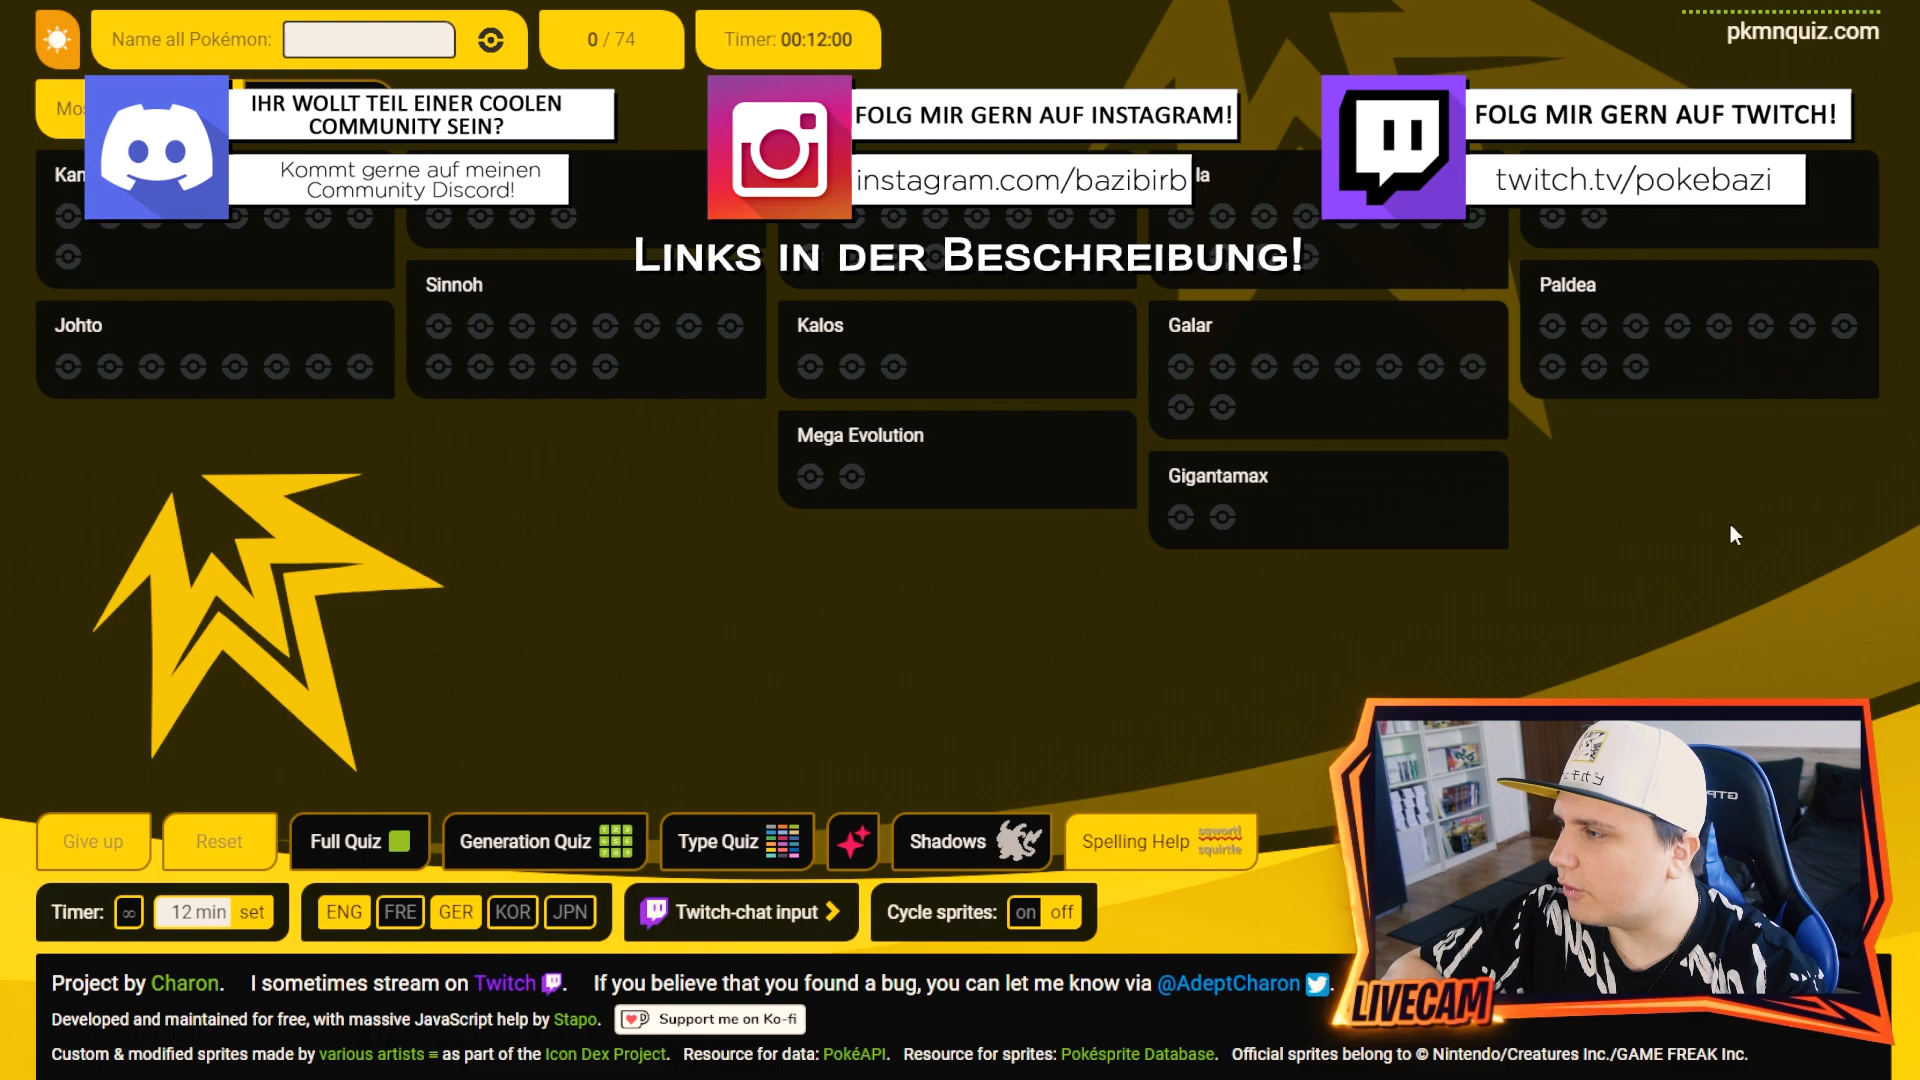 Name all Pokémon:
0 / 74
Timer: 00:12:00
pkmnquiz.com
Mos
IHR WOLLT TEIL EINER COOLEN
COMMUNITY SEIN?
Kommt gerne auf meinen
Community Discord!
FOLG MIR GERN AUF INSTAGRAM!
instagram.com/bazibirb
FOLG MIR GERN AUF TWITCH!
twitch.tv/pokebazi
Kan
la
LINKS IN DER BESCHREIBUNG!
Sinnoh
Paldea
Johto
Kalos
Galar
Mega Evolution
Gigantamax
Give up
Reset
Full Quiz
Generation Quiz
Type Quiz
Shadows
Spelling Help
sqwortl
squirtle
Timer: ∞ 12 min set
ENG FRE GER KOR JPN
Twitch-chat input
Cycle sprites: on off
LIVECAM
Project by Charon. I sometimes stream on Twitch. If you believe that you found a bug, you can let me know via @AdeptCharon.
Developed and maintained for free, with massive JavaScript help by Stapo. Support me on Ko-fi
Custom & modified sprites made by various artists ≡ as part of the Icon Dex Project. Resource for data: PokéAPI. Resource for sprites: Pokésprite Database. Official sprites belong to © Nintendo/Creatures Inc./GAME FREAK Inc.